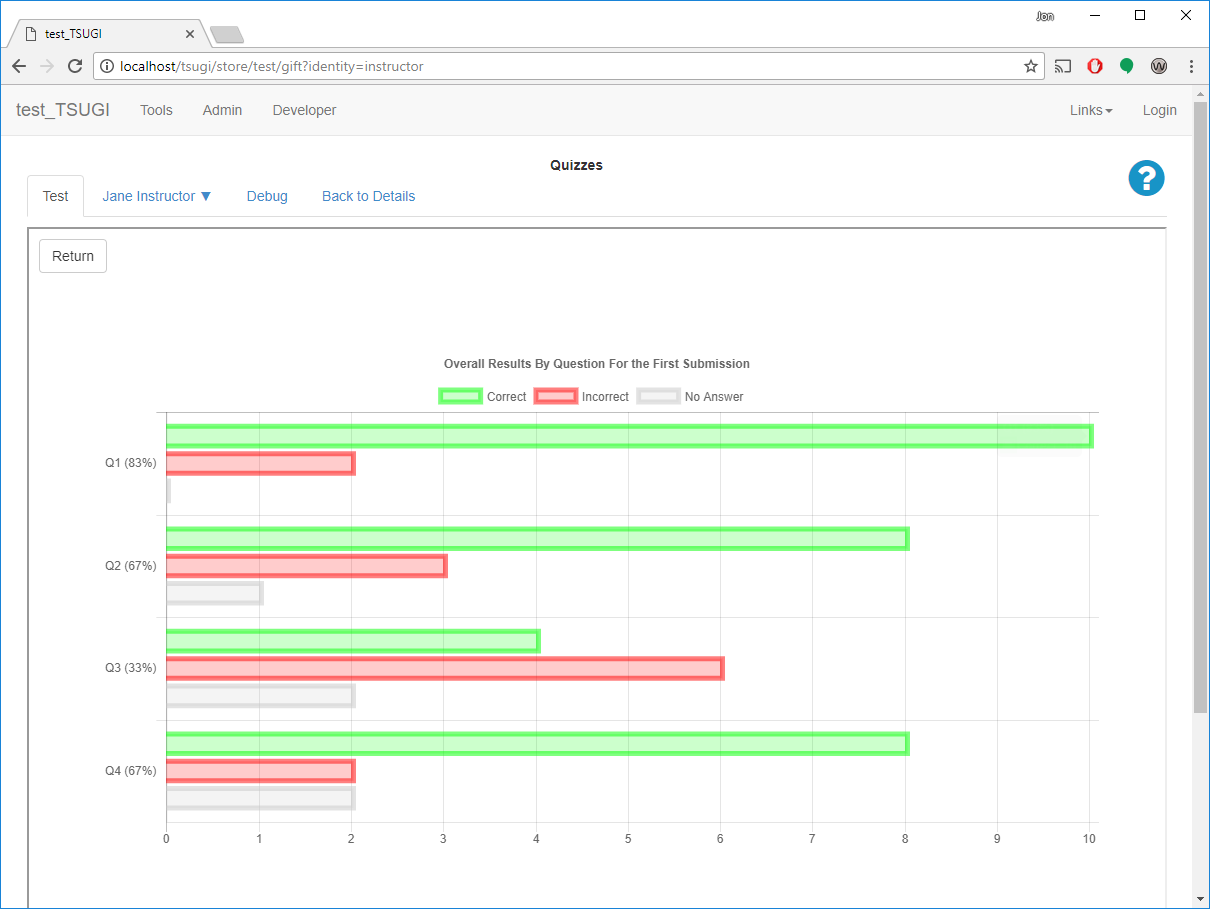 Jon
test_TSUGI
localhost/tsugi/store/test/gift?identity=instructor
test_TSUGI Tools Admin Developer Links Login
Quizzes
Test Jane Instructor ▼ Debug Back to Details
?
Return
Overall Results By Question For the First Submission
Correct Incorrect No Answer
Q1 (83%)
Q2 (67%)
Q3 (33%)
Q4 (67%)
0 1 2 3 4 5 6 7 8 9 10